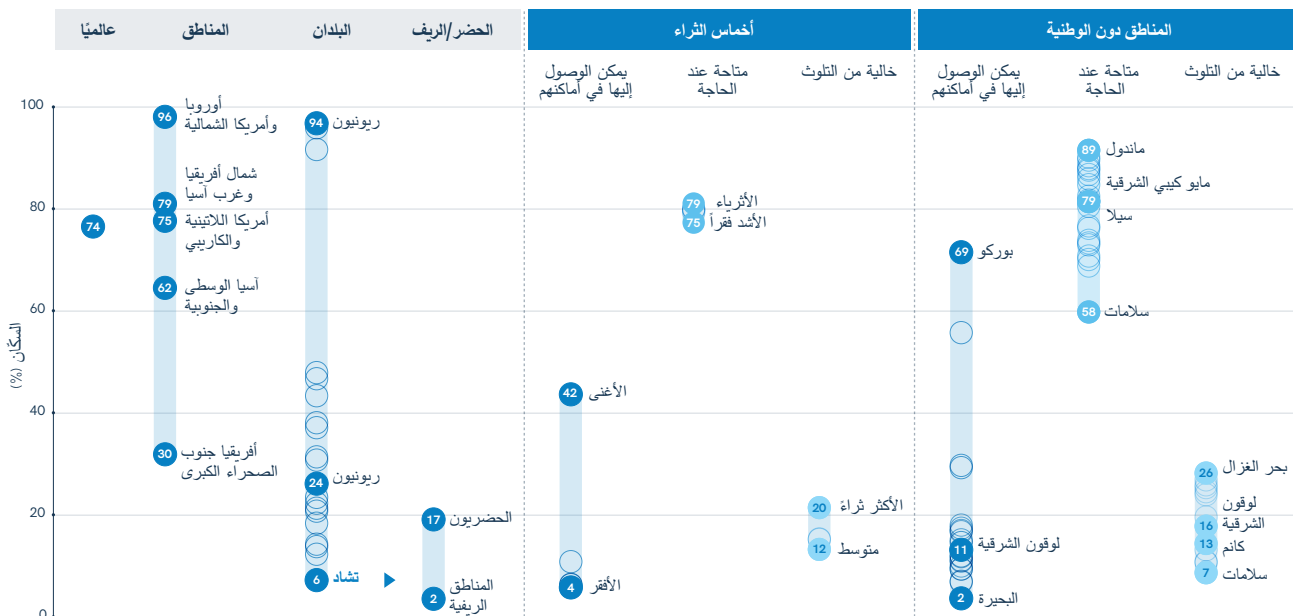 المناطق دون الوطنية
أخماس الثراء
الحضر/الريف
البلدان
المناطق
عالميًا
خالية من التلوث
متاحة عند
الحاجة
يمكن الوصول
إليها في أماكنهم
خالية من التلوث
متاحة عند
الحاجة
يمكن الوصول
إليها في أماكنهم
السكّان (%)
100
80
60
40
20
0
74
96
أوروبا
وأمريكا الشمالية
79
شمال أفريقيا
وغرب آسيا
75
أمريكا اللاتينية
والكاريبي
62
آسيا الوسطى
والجنوبية
30
أفريقيا جنوب
الصحراء الكبرى
94
ريونيون
24
ريونيون
6
تشاد
17
الحضريون
2
المناطق
الريفية
42
الأغنى
4
الأفقر
79
الأثرياء
75
الأشد فقراً
20
الأكثر ثراءً
12
متوسط
69
بوركو
11
لوقون الشرقية
2
البحيرة
89
ماندول
مايو كيبي الشرقية
79
سيلا
58
سلامات
26
بحر الغزال
لوقون
16
الشرقية
13
كانم
7
سلامات